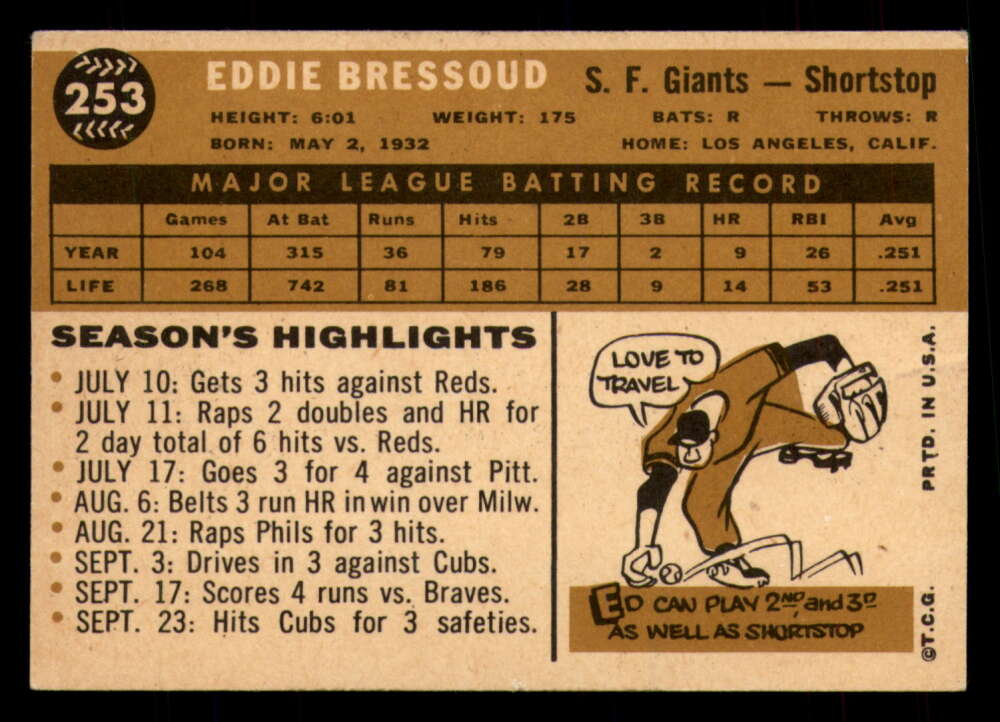 253
EDDIE BRESSOUD S. F. Giants — Shortstop
HEIGHT: 6:01 WEIGHT: 175 BATS: R THROWS: R
BORN: MAY 2, 1932 HOME: LOS ANGELES, CALIF.
MAJOR LEAGUE BATTING RECORD
Games At Bat Runs Hits 2B 3B HR RBI Avg
YEAR 104 315 36 79 17 2 9 26 .251
LIFE 268 742 81 186 28 9 14 53 .251
SEASON'S HIGHLIGHTS
• JULY 10: Gets 3 hits against Reds.
• JULY 11: Raps 2 doubles and HR for
2 day total of 6 hits vs. Reds.
• JULY 17: Goes 3 for 4 against Pitt.
• AUG. 6: Belts 3 run HR in win over Milw.
• AUG. 21: Raps Phils for 3 hits.
• SEPT. 3: Drives in 3 against Cubs.
• SEPT. 17: Scores 4 runs vs. Braves.
• SEPT. 23: Hits Cubs for 3 safeties.
LOVE TO
TRAVEL
ED CAN PLAY 2ND, and 3D
AS WELL AS SHORTSTOP
©T.C.G. PRTD. IN U.S.A.